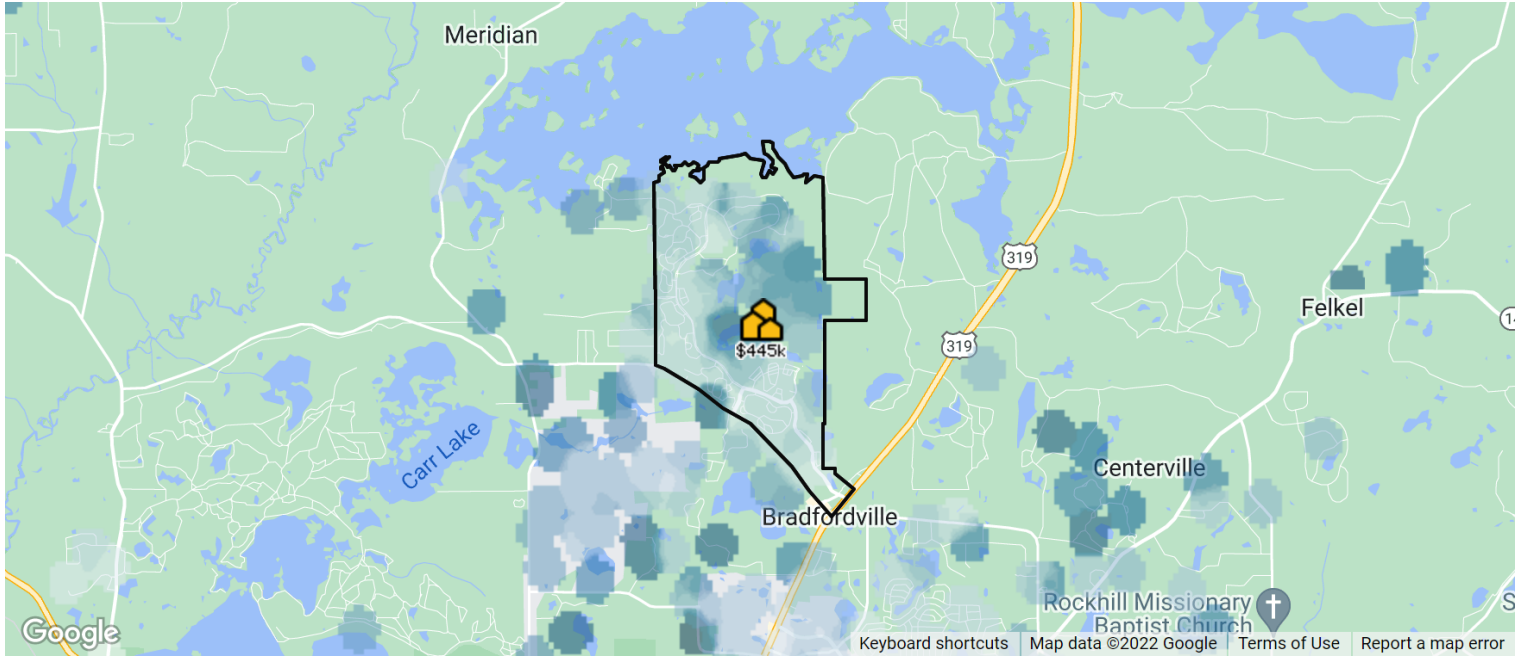 Meridian
319
Felkel
14
319
$445k
Carr Lake
Centerville
Bradfordville
Rockhill Missionary
Baptist Church
S
Google
Keyboard shortcuts
Map data ©2022 Google
Terms of Use
Report a map error